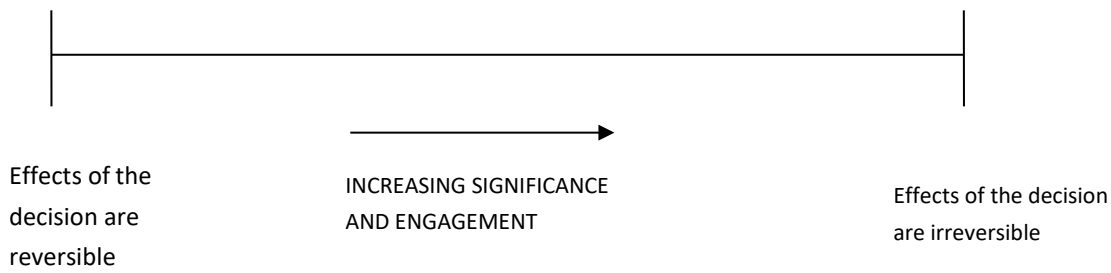 Effects of the
decision are
reversible
INCREASING SIGNIFICANCE
AND ENGAGEMENT
Effects of the decision
are irreversible